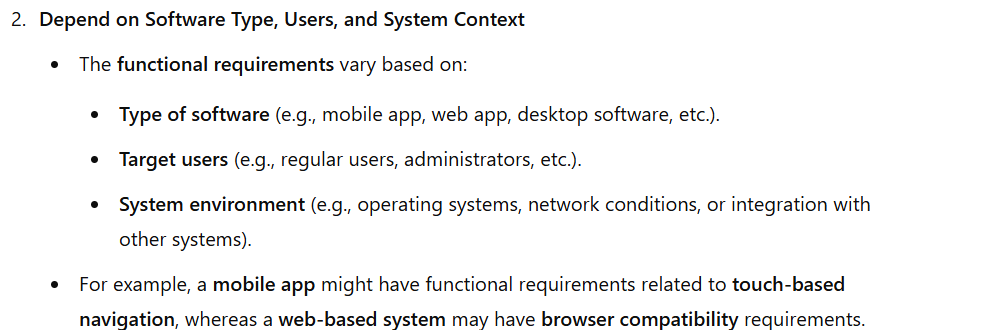 2. Depend on Software Type, Users, and System Context
• The functional requirements vary based on:
• Type of software (e.g., mobile app, web app, desktop software, etc.).
• Target users (e.g., regular users, administrators, etc.).
• System environment (e.g., operating systems, network conditions, or integration with
other systems).
• For example, a mobile app might have functional requirements related to touch-based
navigation, whereas a web-based system may have browser compatibility requirements.